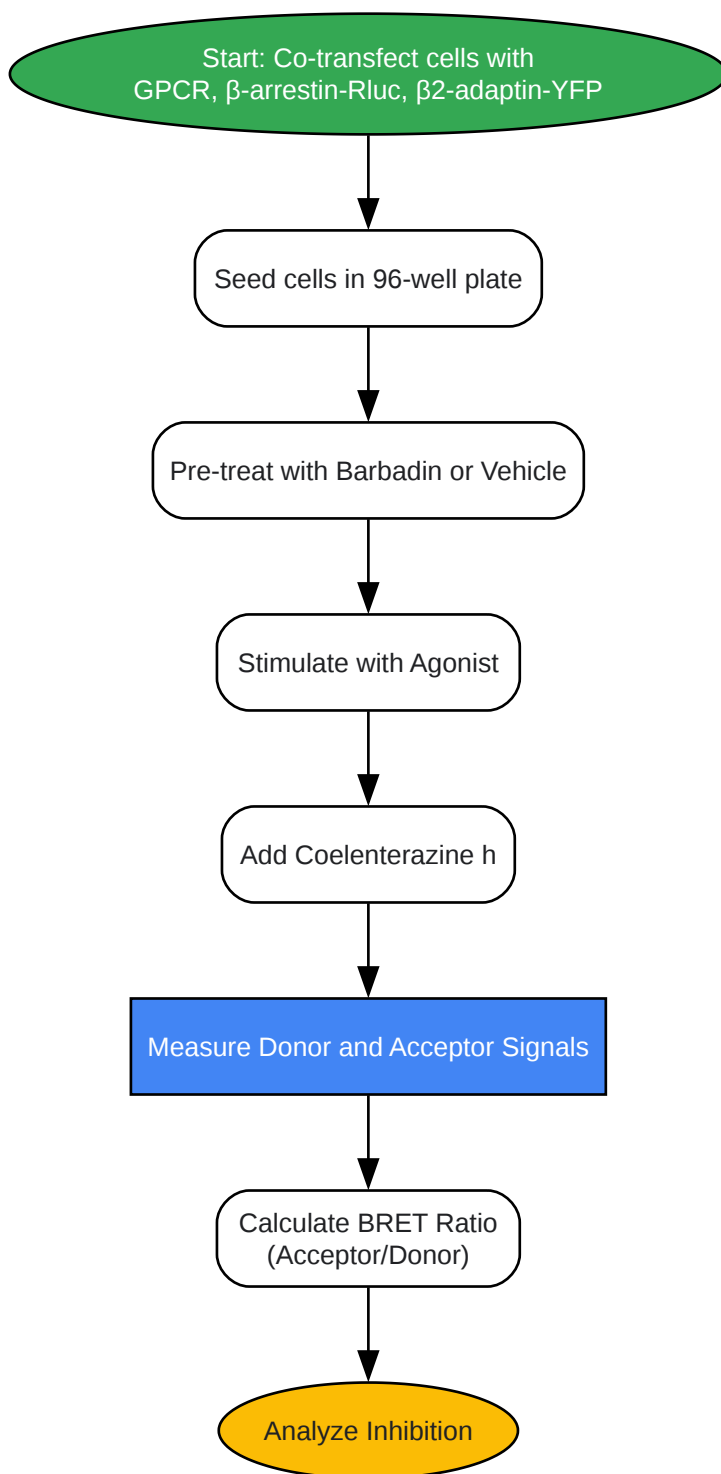 Start: Co-transfect cells with
GPCR, β-arrestin-Rluc, β2-adaptin-YFP
Seed cells in 96-well plate
Pre-treat with Barbadin or Vehicle
Stimulate with Agonist
Add Coelenterazine h
Measure Donor and Acceptor Signals
Calculate BRET Ratio
(Acceptor/Donor)
Analyze Inhibition